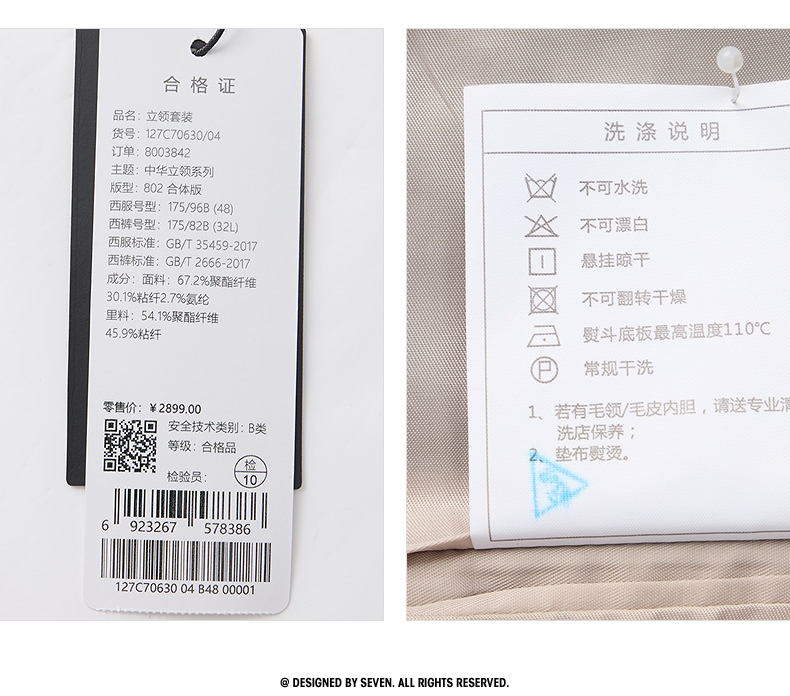 合格证
品名：立领套装
货号：127C70630/04
订单：8003842
主题：中华立领系列
版型：802 合体版
西服号型：175/96B (48)
西裤号型：175/82B (32L)
西服标准：GB/T 35459-2017
西裤标准：GB/T 2666-2017
成分：面料：67.2%聚酯纤维
30.1%粘纤2.7%氨纶
里料：54.1%聚酯纤维
45.9%粘纤
零售价：¥2899.00
安全技术类别：B类
等级：合格品
检验员：
检
10
6 923267 578386
127C70630 04 B48 00001
洗涤说明
不可水洗
不可漂白
悬挂晾干
不可翻转干燥
熨斗底板最高温度110℃
P 常规干洗
1、若有毛领/毛皮内胆，请送专业清
洗店保养；
2、垫布熨烫。
@ DESIGNED BY SEVEN. ALL RIGHTS RESERVED.